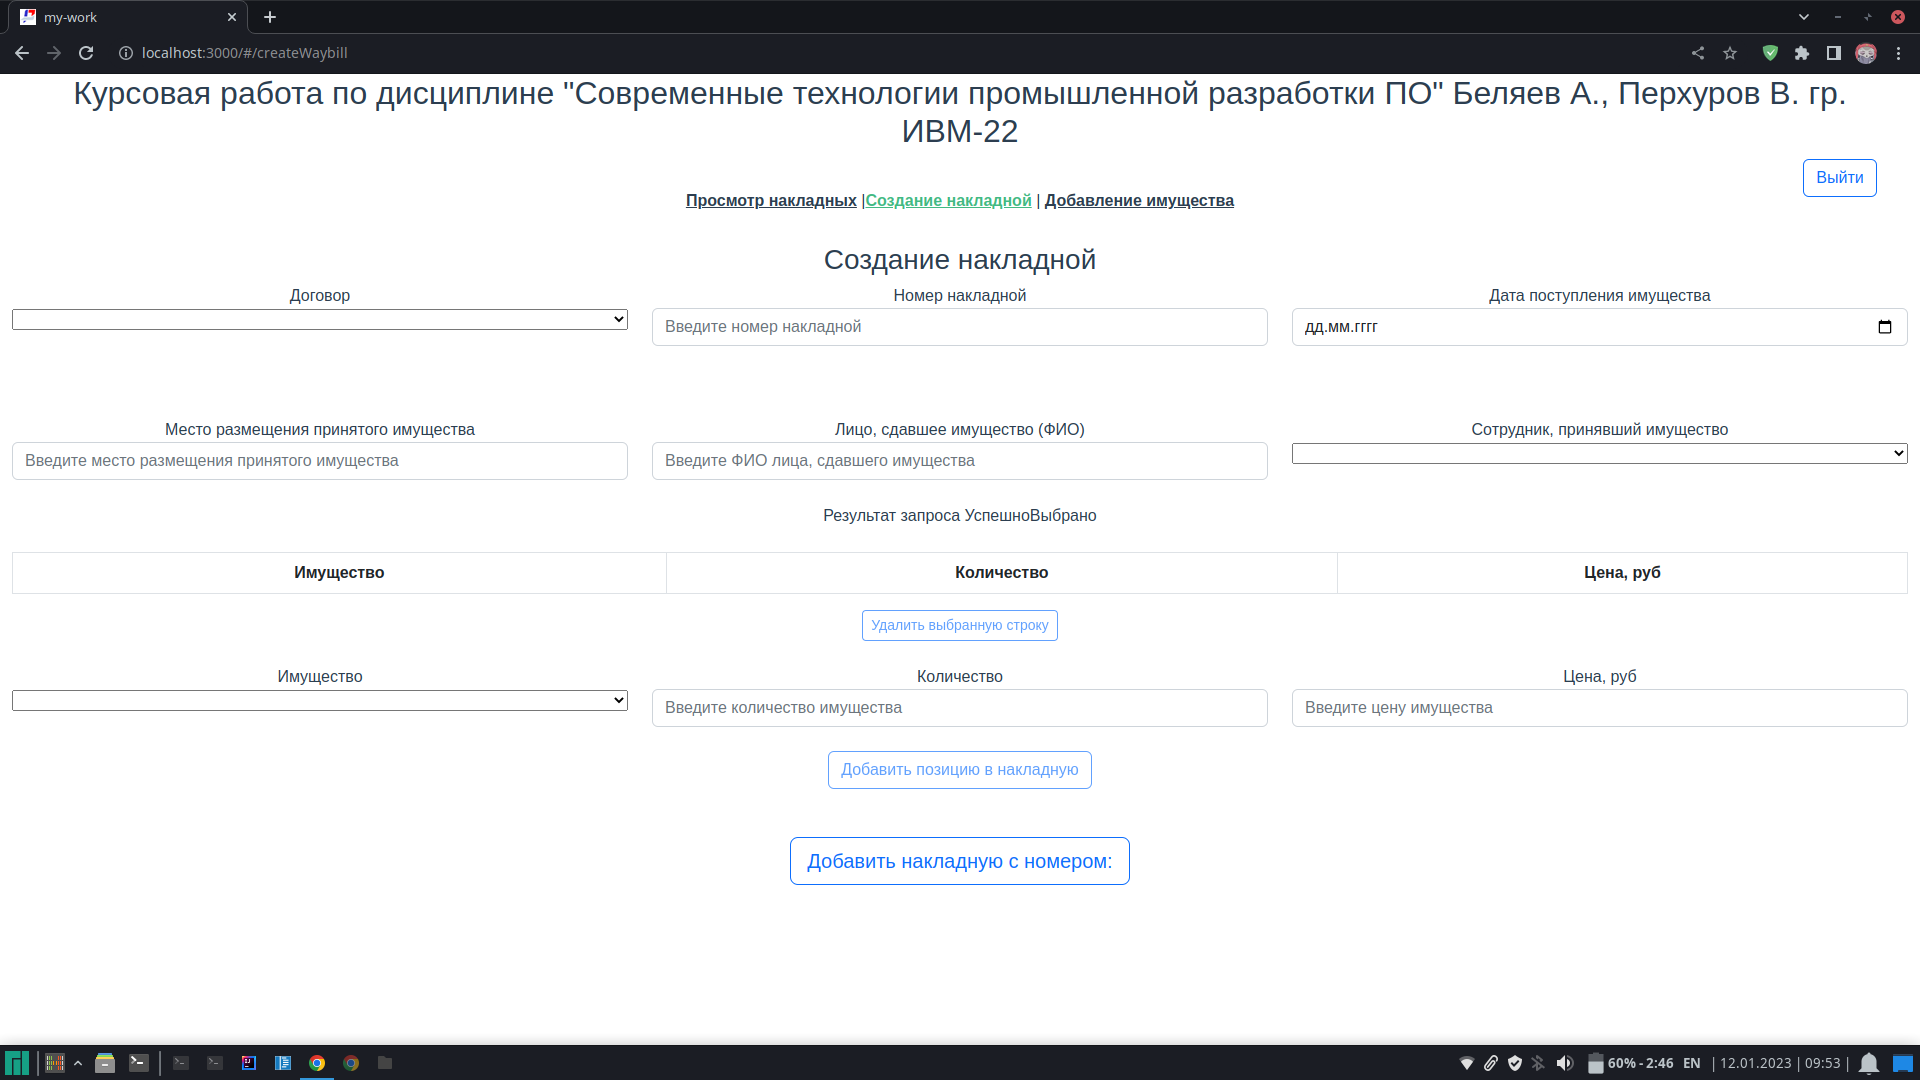 my-work
localhost:3000/#/createWaybill
Курсовая работа по дисциплине "Современные технологии промышленной разработки ПО" Беляев А., Перхуров В. гр.
ИВМ-22
Выйти
Просмотр накладных |Создание накладной | Добавление имущества
Создание накладной
Договор
Номер накладной
Дата поступления имущества
Введите номер накладной
дд.мм.гггг
Место размещения принятого имущества
Лицо, сдавшее имущество (ФИО)
Сотрудник, принявший имущество
Введите место размещения принятого имущества
Введите ФИО лица, сдавшего имущества
Результат запроса УспешноВыбрано
Имущество
Количество
Цена, руб
Удалить выбранную строку
Имущество
Количество
Цена, руб
Введите количество имущества
Введите цену имущества
Добавить позицию в накладную
Добавить накладную с номером:
60% - 2:46 EN | 12.01.2023 | 09:53 |